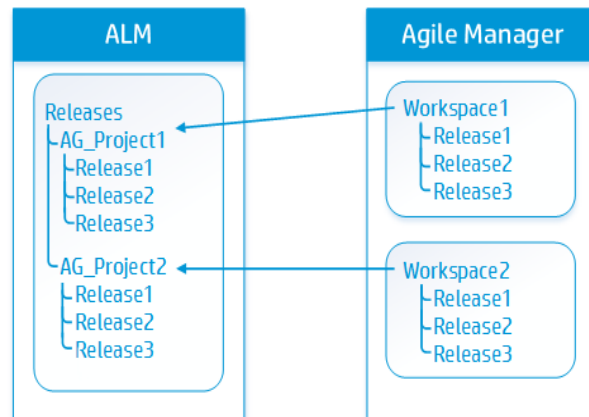 ALM
Releases
AG_Project1
Release1
Release2
Release3
AG_Project2
Release1
Release2
Release3
Agile Manager
Workspace1
Release1
Release2
Release3
Workspace2
Release1
Release2
Release3